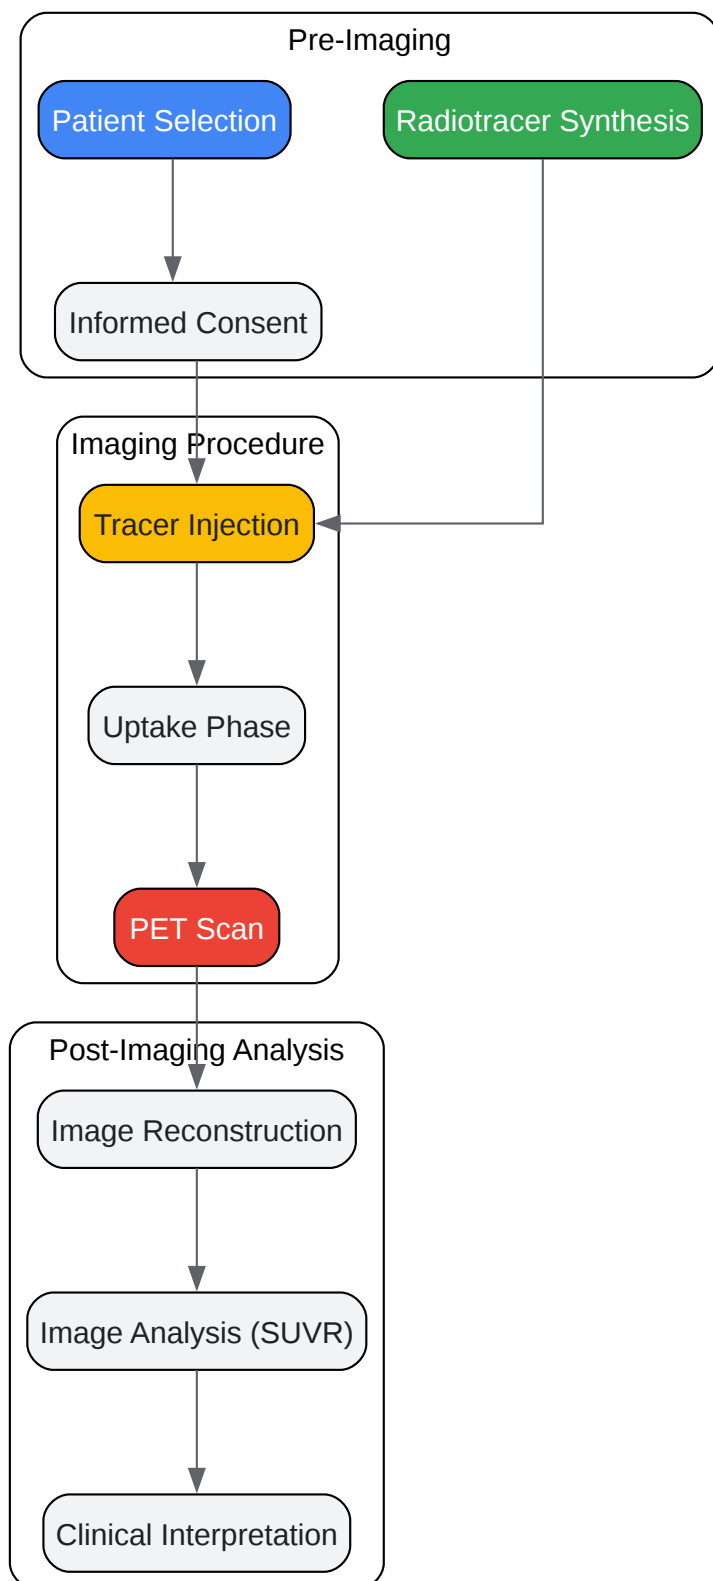 Pre-Imaging
Patient Selection
Radiotracer Synthesis
Informed Consent
Imaging Procedure
Tracer Injection
Uptake Phase
PET Scan
Post-Imaging Analysis
Image Reconstruction
Image Analysis (SUVR)
Clinical Interpretation